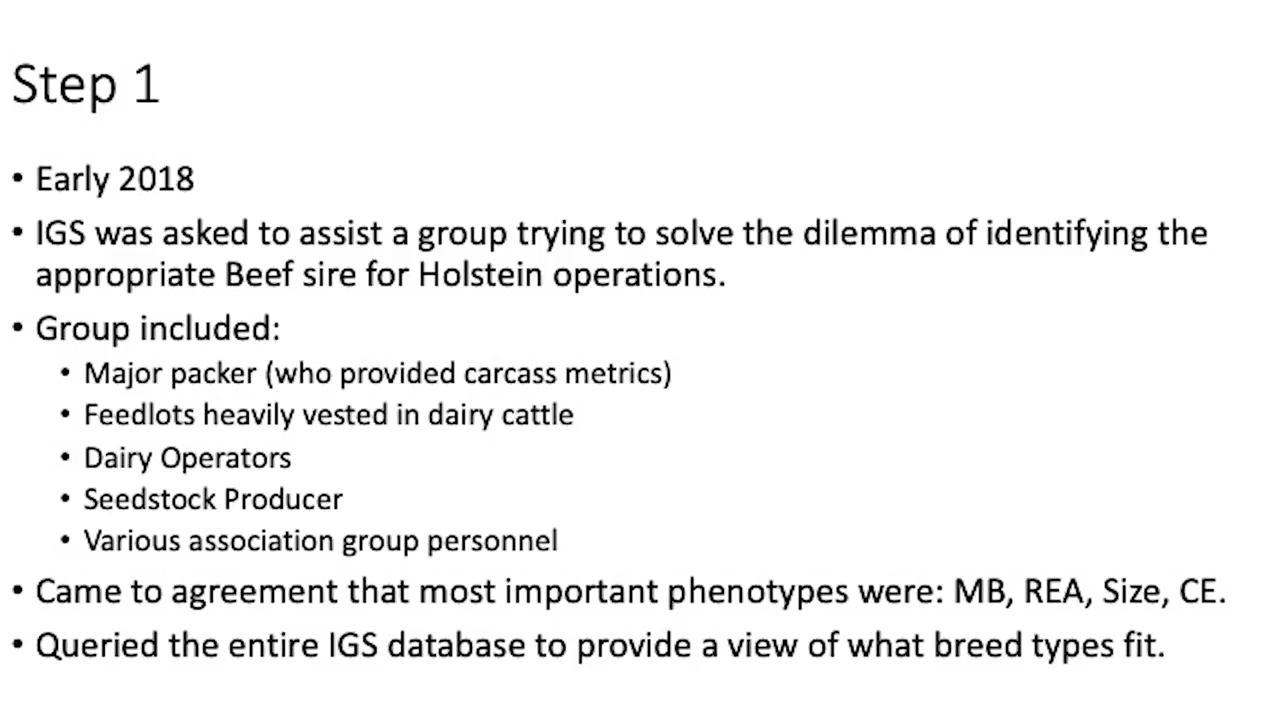 Step 1
• Early 2018
• IGS was asked to assist a group trying to solve the dilemma of identifying the
appropriate Beef sire for Holstein operations.
• Group included:
• Major packer (who provided carcass metrics)
• Feedlots heavily vested in dairy cattle
• Dairy Operators
• Seedstock Producer
• Various association group personnel
• Came to agreement that most important phenotypes were: MB, REA, Size, CE.
• Queried the entire IGS database to provide a view of what breed types fit.